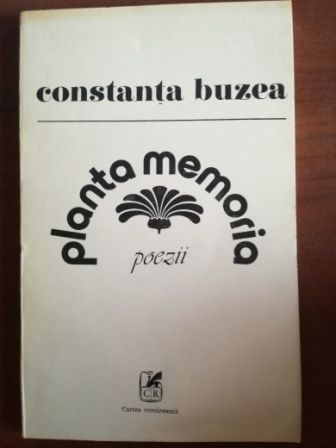 constanța buzea
planta memoria
poezii
CR
Cartea românească